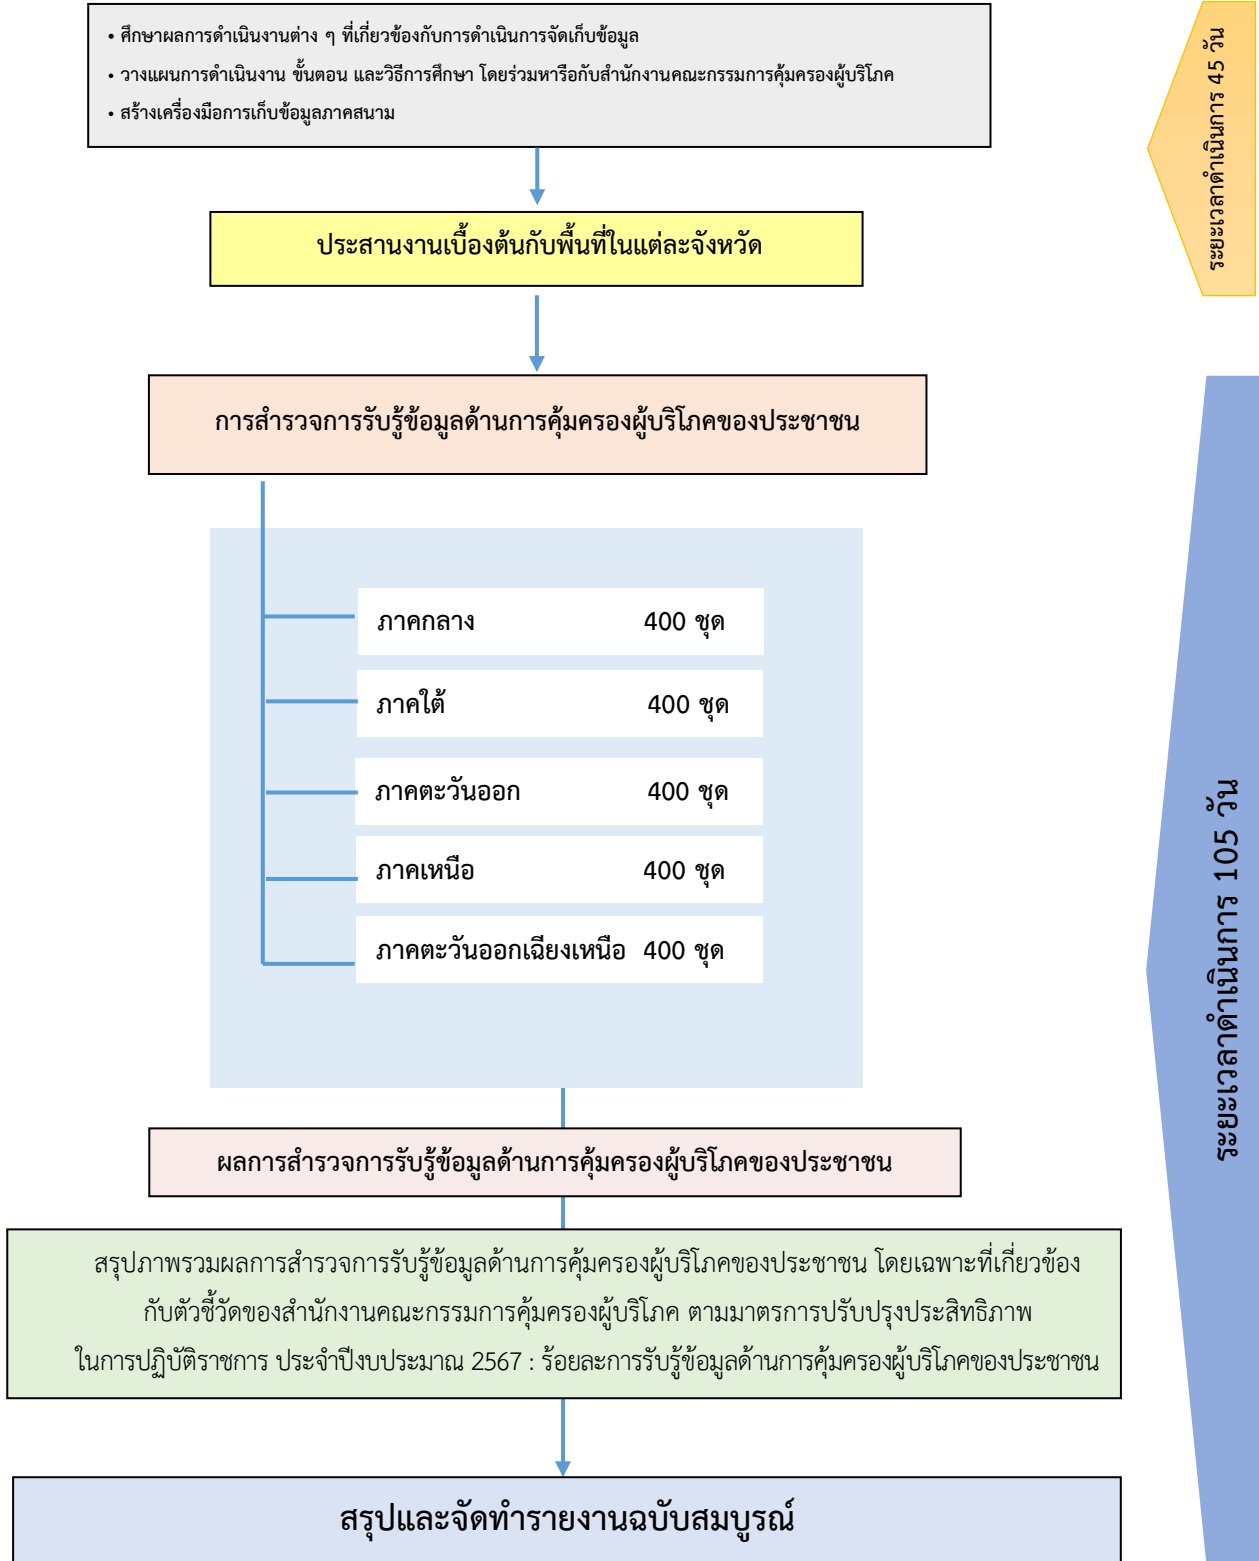 • ศึกษาผลการดำเนินงานต่าง ๆ ที่เกี่ยวข้องกับการดำเนินการจัดเก็บข้อมูล
• วางแผนการดำเนินงาน ขั้นตอน และวิธีการศึกษา โดยร่วมหารือกับสำนักงานคณะกรรมการคุ้มครองผู้บริโภค
• สร้างเครื่องมือการเก็บข้อมูลภาคสนาม
ระยะเวลาดำเนินการ 45 วัน
ประสานงานเบื้องต้นกับพื้นที่ในแต่ละจังหวัด
การสำรวจการรับรู้ข้อมูลด้านการคุ้มครองผู้บริโภคของประชาชน
ภาคกลาง 400 ชุด
ภาคใต้ 400 ชุด
ภาคตะวันออก 400 ชุด
ภาคเหนือ 400 ชุด
ภาคตะวันออกเฉียงเหนือ 400 ชุด
ระยะเวลาดำเนินการ 105 วัน
ผลการสำรวจการรับรู้ข้อมูลด้านการคุ้มครองผู้บริโภคของประชาชน
สรุปภาพรวมผลการสำรวจการรับรู้ข้อมูลด้านการคุ้มครองผู้บริโภคของประชาชน โดยเฉพาะที่เกี่ยวข้อง
กับตัวชี้วัดของสำนักงานคณะกรรมการคุ้มครองผู้บริโภค ตามมาตรการปรับปรุงประสิทธิภาพ
ในการปฏิบัติราชการ ประจำปีงบประมาณ 2567 : ร้อยละการรับรู้ข้อมูลด้านการคุ้มครองผู้บริโภคของประชาชน
สรุปและจัดทำรายงานฉบับสมบูรณ์